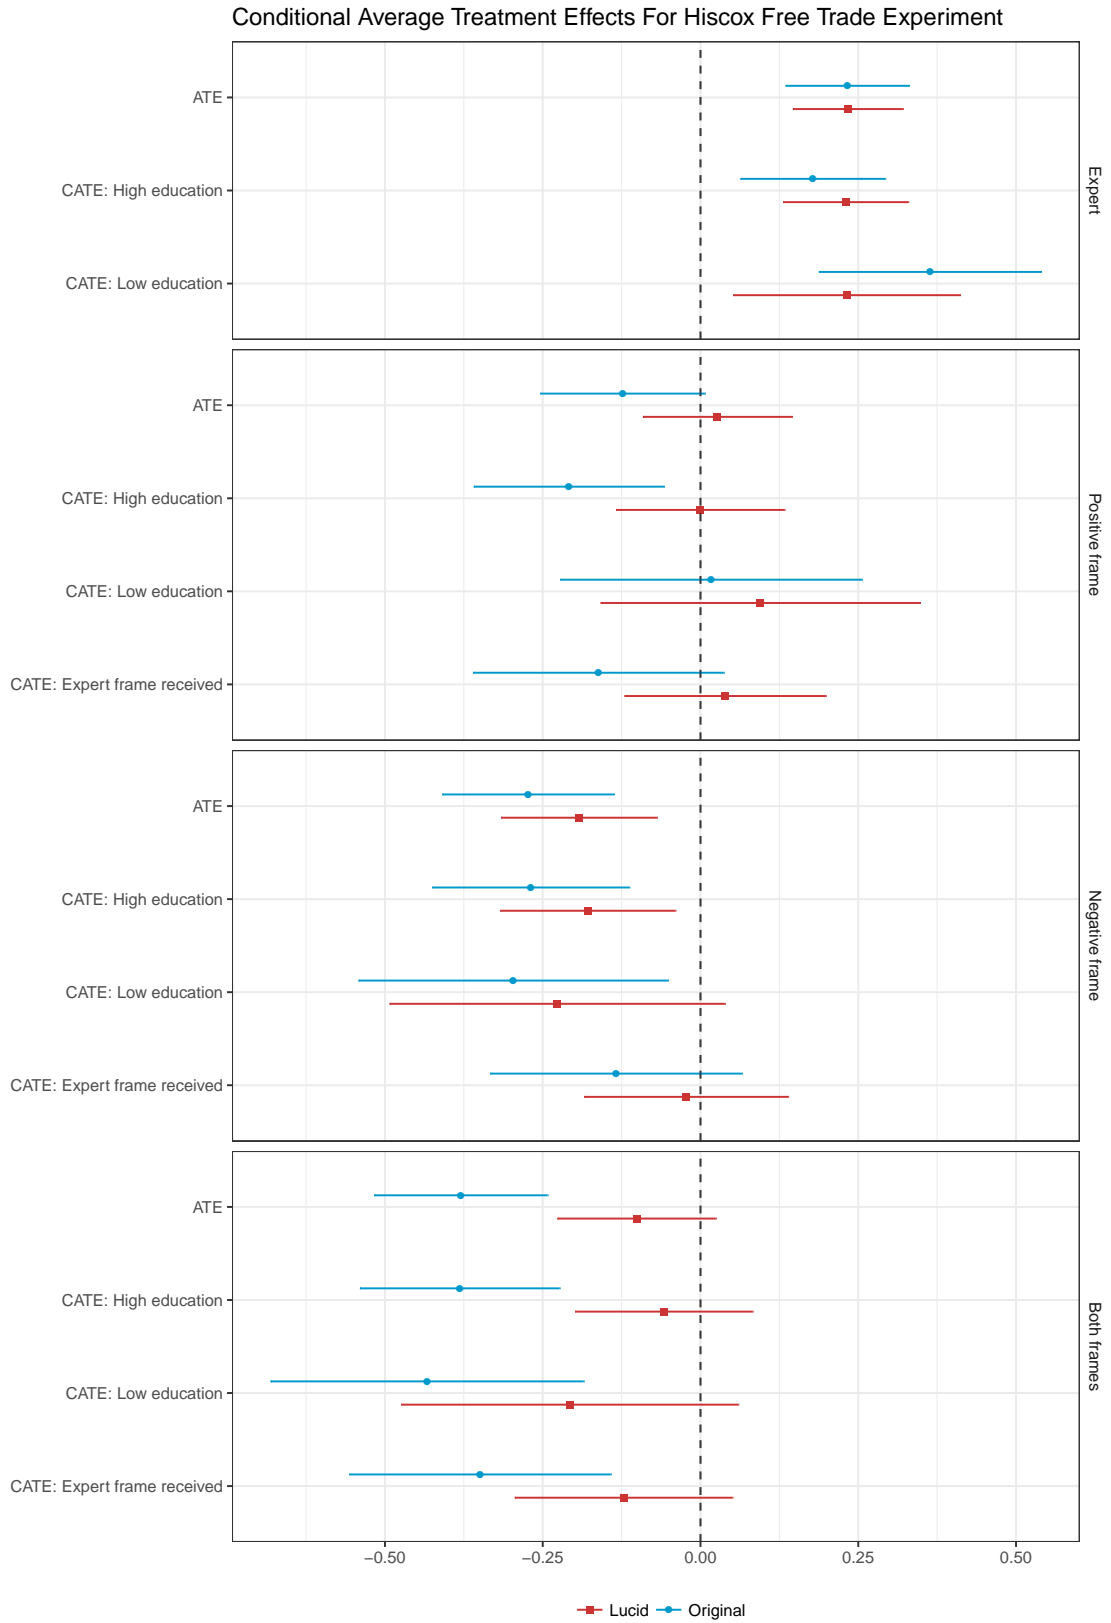 Conditional Average Treatment Effects For Hiscox Free Trade Experiment
ATE
CATE: High education
CATE: Low education
Expert
ATE
CATE: High education
CATE: Low education
CATE: Expert frame received
Positive frame
ATE
CATE: High education
CATE: Low education
CATE: Expert frame received
Negative frame
ATE
CATE: High education
CATE: Low education
CATE: Expert frame received
Both frames
−0.50 −0.25 0.00 0.25 0.50
Lucid Original